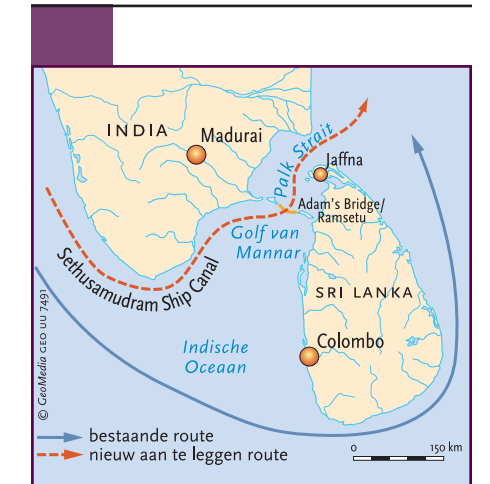 INDIA
Madurai
Palk Strait
Jaffna
Adam's Bridge/
Ramsetu
Golf van
Mannar
Sethusamudram Ship Canal
SRI LANKA
Colombo
Indische
Oceaan
© GeoMedia GEO UU 7491
bestaande route
nieuw aan te leggen route
0 150 km